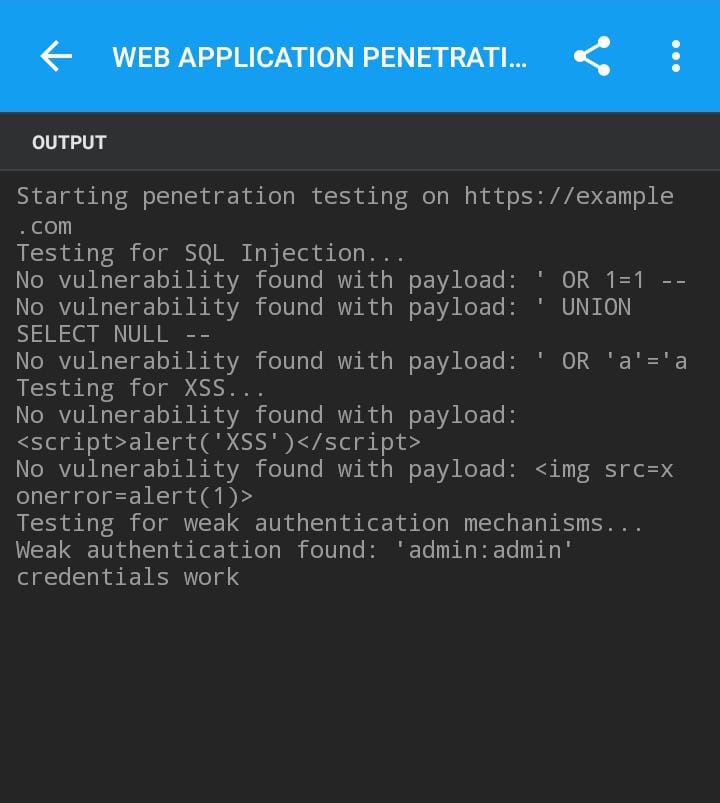 WEB APPLICATION PENETRATI...
OUTPUT
Starting penetration testing on https://example
.com
Testing for SQL Injection...
No vulnerability found with payload: ' OR 1=1 --
No vulnerability found with payload: ' UNION
SELECT NULL --
No vulnerability found with payload: ' OR 'a'='a
Testing for XSS...
No vulnerability found with payload:
<script>alert('XSS')</script>
No vulnerability found with payload: <img src=x
onerror=alert(1)>
Testing for weak authentication mechanisms...
Weak authentication found: 'admin:admin'
credentials work